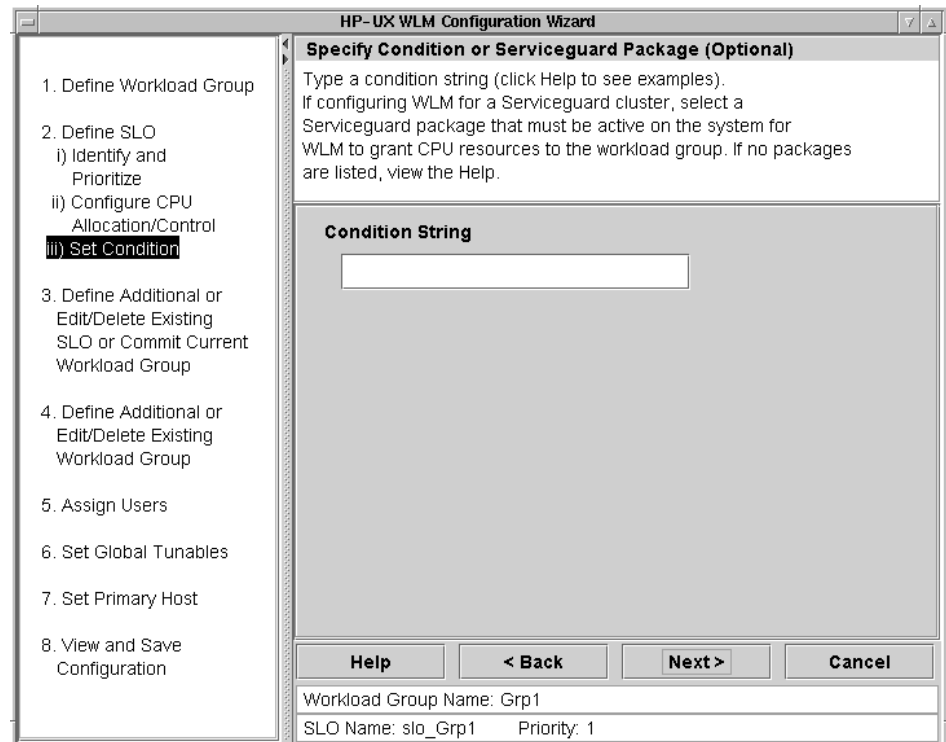 HP-UX WLM Configuration Wizard
1. Define Workload Group
2. Define SLO
i) Identify and
Prioritize
ii) Configure CPU
Allocation/Control
iii) Set Condition
3. Define Additional or
Edit/Delete Existing
SLO or Commit Current
Workload Group
4. Define Additional or
Edit/Delete Existing
Workload Group
5. Assign Users
6. Set Global Tunables
7. Set Primary Host
8. View and Save
Configuration
Specify Condition or Serviceguard Package (Optional)
Type a condition string (click Help to see examples).
If configuring WLM for a Serviceguard cluster, select a
Serviceguard package that must be active on the system for
WLM to grant CPU resources to the workload group. If no packages
are listed, view the Help.
Condition String
Help
< Back
Next >
Cancel
Workload Group Name: Grp1
SLO Name: slo_Grp1 Priority: 1